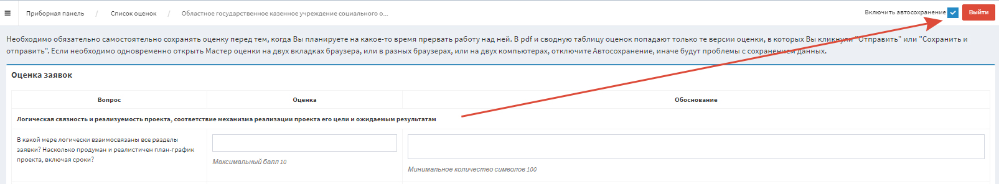 Приборная панель / Список оценок / Областное государственное казенное учреждение социального о... Включить автосохранение Выйти
Необходимо обязательно самостоятельно сохранять оценку перед тем, когда Вы планируете на какое-то время прервать работу над ней. В pdf и сводную таблицу оценок попадают только те версии оценки, в которых Вы кликнули "Отправить" или "Сохранить и
отправить". Если необходимо одновременно открыть Мастер оценки на двух вкладках браузера, или в разных браузерах, или на двух компьютерах, отключите Автосохранение, иначе будут проблемы с сохранением данных.
Оценка заявок
Вопрос Оценка Обоснование
Логическая связность и реализуемость проекта, соответствие механизма реализации проекта его цели и ожидаемым результатам
В какой мере логически взаимосвязаны все разделы
заявки? Насколько продуман и реалистичен план-график
проекта, включая сроки?
Максимальный балл 10
Минимальное количество символов 100